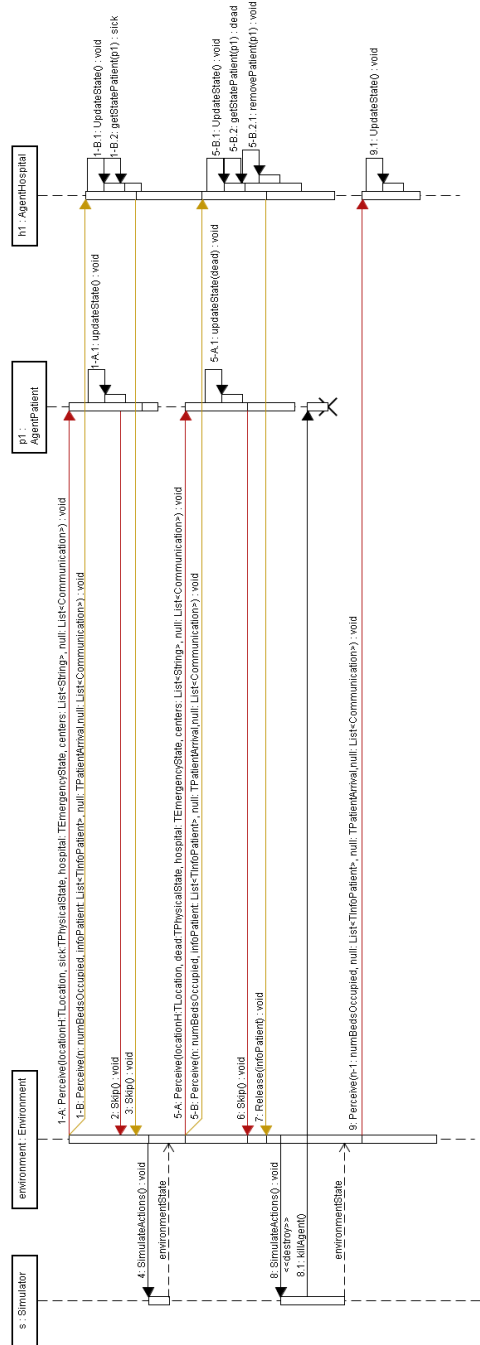 s : Simulator
environment : Environment
p1 :
AgentPatient
h1 : AgentHospital
1-A: Perceive(locationH:TLocation, sick:TPhysicalState, hospital: TEmergencyState, centers: List<String>, null: List<Communication>) : void
1-B: Perceive(n: numBedsOccupied, infoPatient: List<TInfoPatient>, null: TPatientArrival,null: List<Communication>) : void
1-A.1: updateState() : void
1-B.1: UpdateState() : void
1-B.2: getStatePatient(p1) : sick
2: Skip() : void
3: Skip() : void
4: SimulateActions() : void
environmentState
5-A: Perceive(locationH:TLocation, dead:TPhysicalState, hospital: TEmergencyState, centers: List<String>, null: List<Communication>) : void
5-B: Perceive(n: numBedsOccupied, infoPatient: List<TInfoPatient>, null: TPatientArrival,null: List<Communication>) : void
5-A.1: updateState(dead) : void
5-B.1: UpdateState() : void
5-B.2: getStatePatient(p1) : dead
5-B.2.1: removePatient(p1) : void
6: Skip() : void
7: Release(infoPatient) : void
8: SimulateActions() : void
<<destroy>>
8.1: killAgent()
environmentState
9: Perceive(n-1: numBedsOccupied, null: List<TInfoPatient>, null: TPatientArrival,null: List<Communication>) : void
9.1: UpdateState() : void